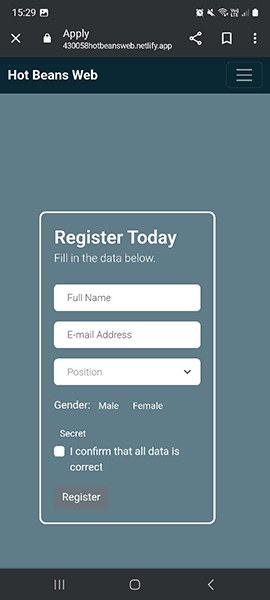 15:29
Apply
430058hotbeansweb.netlify.app
Hot Beans Web
Register Today
Fill in the data below.
Full Name
E-mail Address
Position
Gender: Male Female
Secret
I confirm that all data is
correct
Register